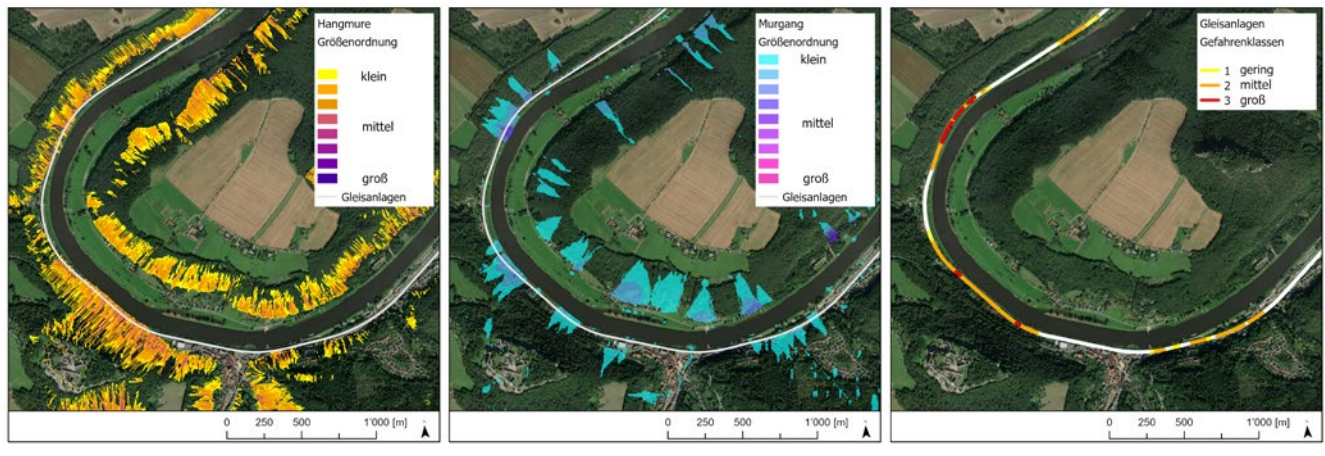 Hangmure
Größenordnung
klein
mittel
groß
Gleisanlagen
0 250 500 1'000 [m]
Murgang
Größenordnung
klein
mittel
groß
Gleisanlagen
0 250 500 1'000 [m]
Gleisanlagen
Gefahrenklassen
1 gering
2 mittel
3 groß
0 250 500 1'000 [m]